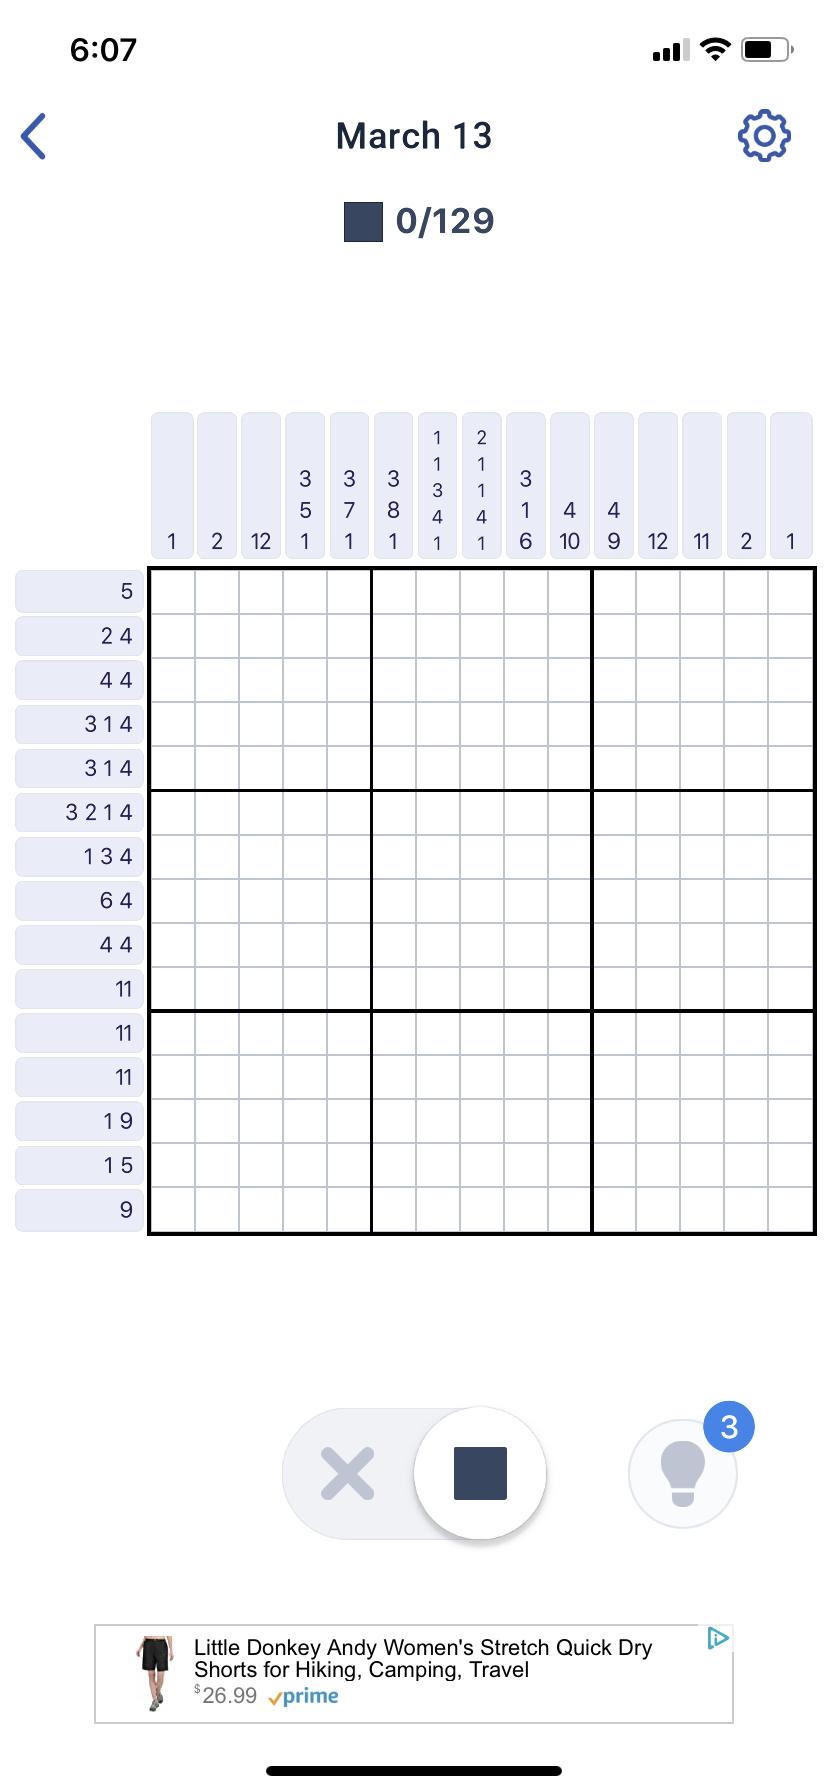 6:07
March 13
0/129
1
1 2
3 3 3 1 1 3
3
5 7 8 3 1 1 4 4
4 4
1 2 12 1 1 1 1 1 6 10 9 12 11 2 1
5
2 4
4 4
3 1 4
3 1 4
3 2 1 4
1 3 4
6 4
4 4
11
11
11
1 9
1 5
9
3
Little Donkey Andy Women's Stretch Quick Dry
Shorts for Hiking, Camping, Travel
$26.99 prime